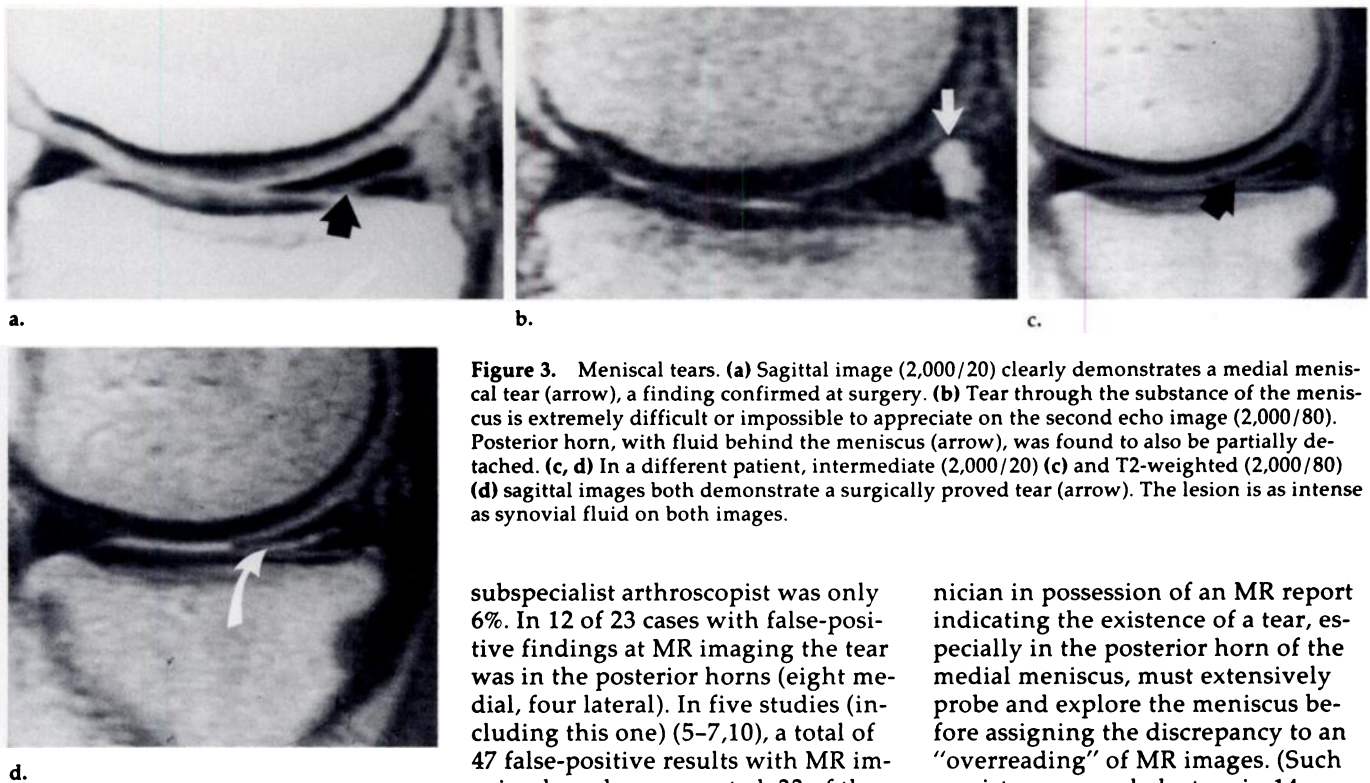 a.
b.
c.
d.
Figure 3. Meniscal tears. (a) Sagittal image (2,000/20) clearly demonstrates a medial menis-
cal tear (arrow), a finding confirmed at surgery. (b) Tear through the substance of the menis-
cus is extremely difficult or impossible to appreciate on the second echo image (2,000/80).
Posterior horn, with fluid behind the meniscus (arrow), was found to also be partially de-
tached. (c, d) In a different patient, intermediate (2,000/20) (c) and T2-weighted (2,000/80)
(d) sagittal images both demonstrate a surgically proved tear (arrow). The lesion is as intense
as synovial fluid on both images.
subspecialist arthroscopist was only
6%. In 12 of 23 cases with false-posi-
tive findings at MR imaging the tear
was in the posterior horns (eight me-
dial, four lateral). In five studies (in-
cluding this one) (5–7,10), a total of
47 false-positive results with MR im-
nician in possession of an MR report
indicating the existence of a tear, es-
pecially in the posterior horn of the
medial meniscus, must extensively
probe and explore the meniscus be-
fore assigning the discrepancy to an
"overreading" of MR images. (Such